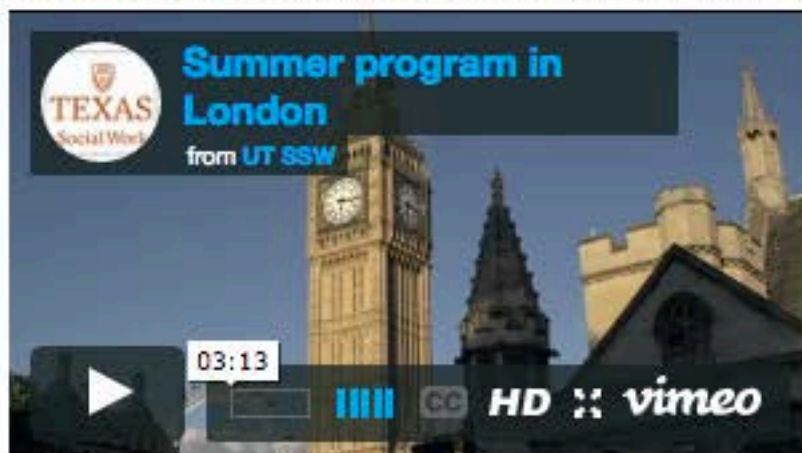 Summer program in
London
TEXAS
Social Work
from UT SSW
03:13
CC HD vimeo